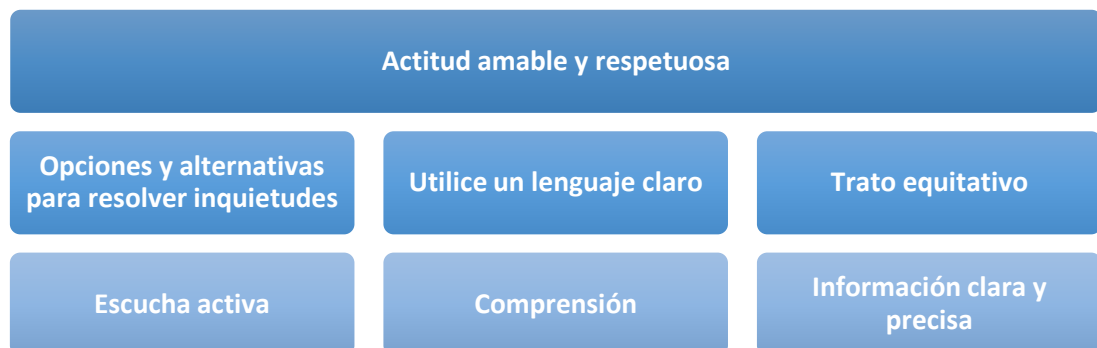 Actitud amable y respetuosa
Opciones y alternativas
para resolver inquietudes
Utilice un lenguaje claro
Trato equitativo
Escucha activa
Comprensión
Información clara y
precisa